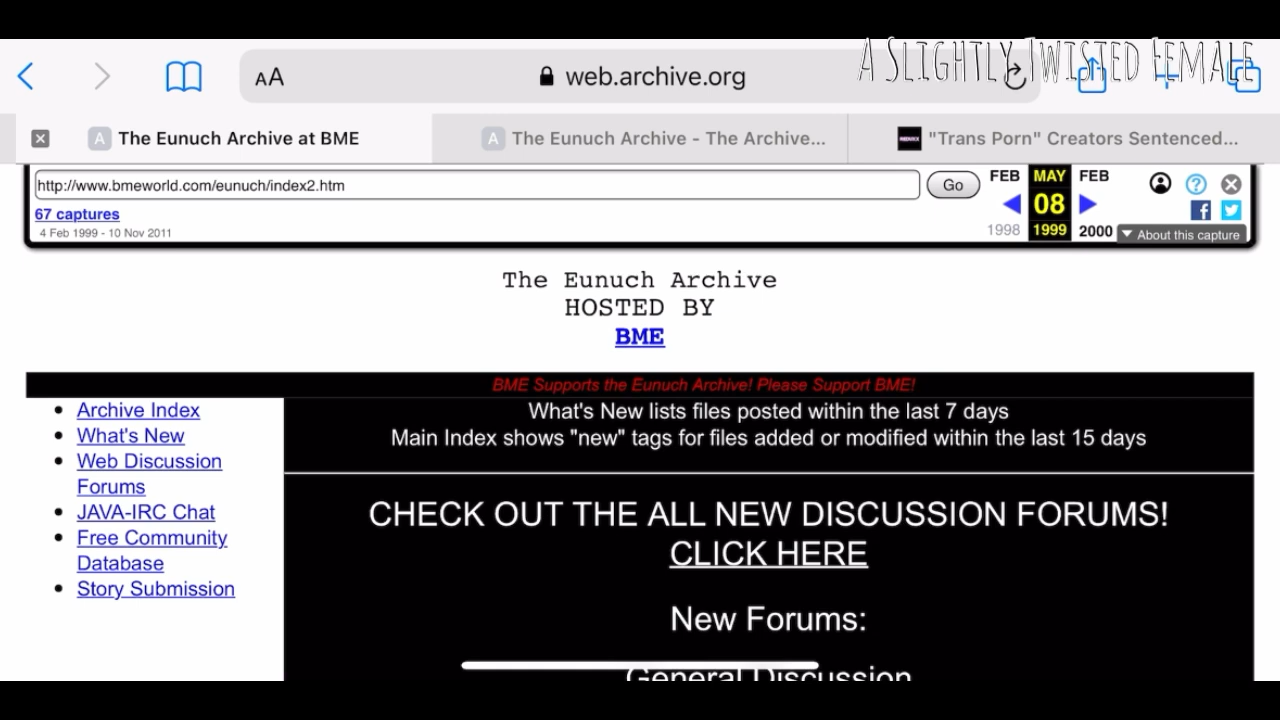 A Slightly Twisted Female
AA web.archive.org
The Eunuch Archive at BME
The Eunuch Archive - The Archive...
"Trans Porn" Creators Sentenced...
http://www.bmeworld.com/eunuch/index2.htm
Go
FEB MAY FEB
08
1998 1999 2000
67 captures
4 Feb 1999 - 10 Nov 2011
About this capture
The Eunuch Archive
HOSTED BY
BME
BME Supports the Eunuch Archive! Please Support BME!
Archive Index
What's New
Web Discussion
Forums
JAVA-IRC Chat
Free Community
Database
Story Submission
What's New lists files posted within the last 7 days
Main Index shows "new" tags for files added or modified within the last 15 days
CHECK OUT THE ALL NEW DISCUSSION FORUMS!
CLICK HERE
New Forums:
General Discussion